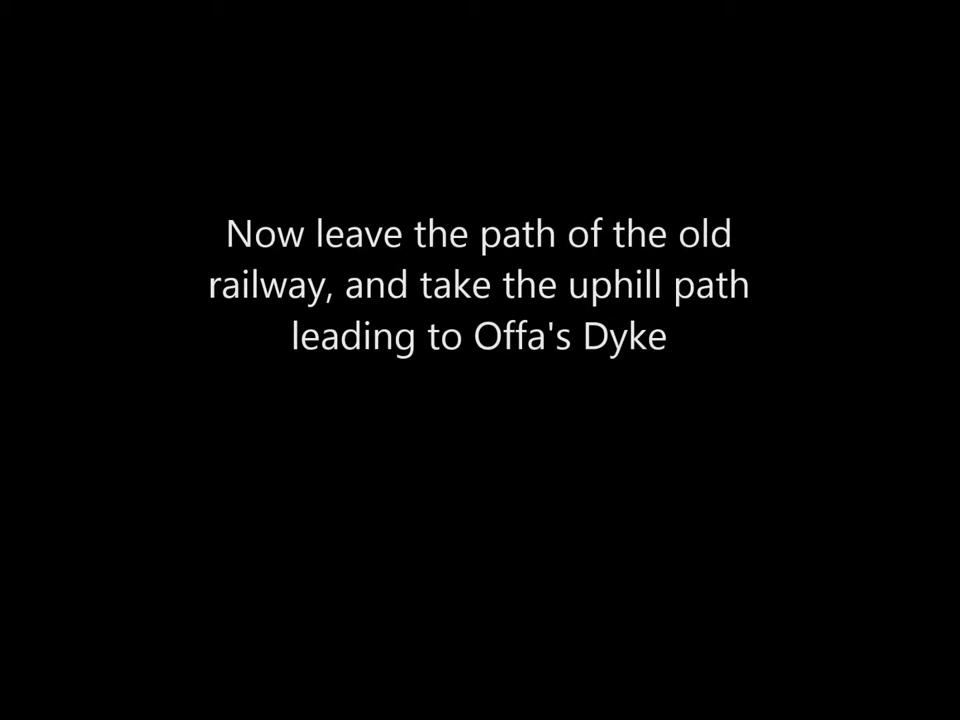 Now leave the path of the old
railway, and take the uphill path
leading to Offa's Dyke